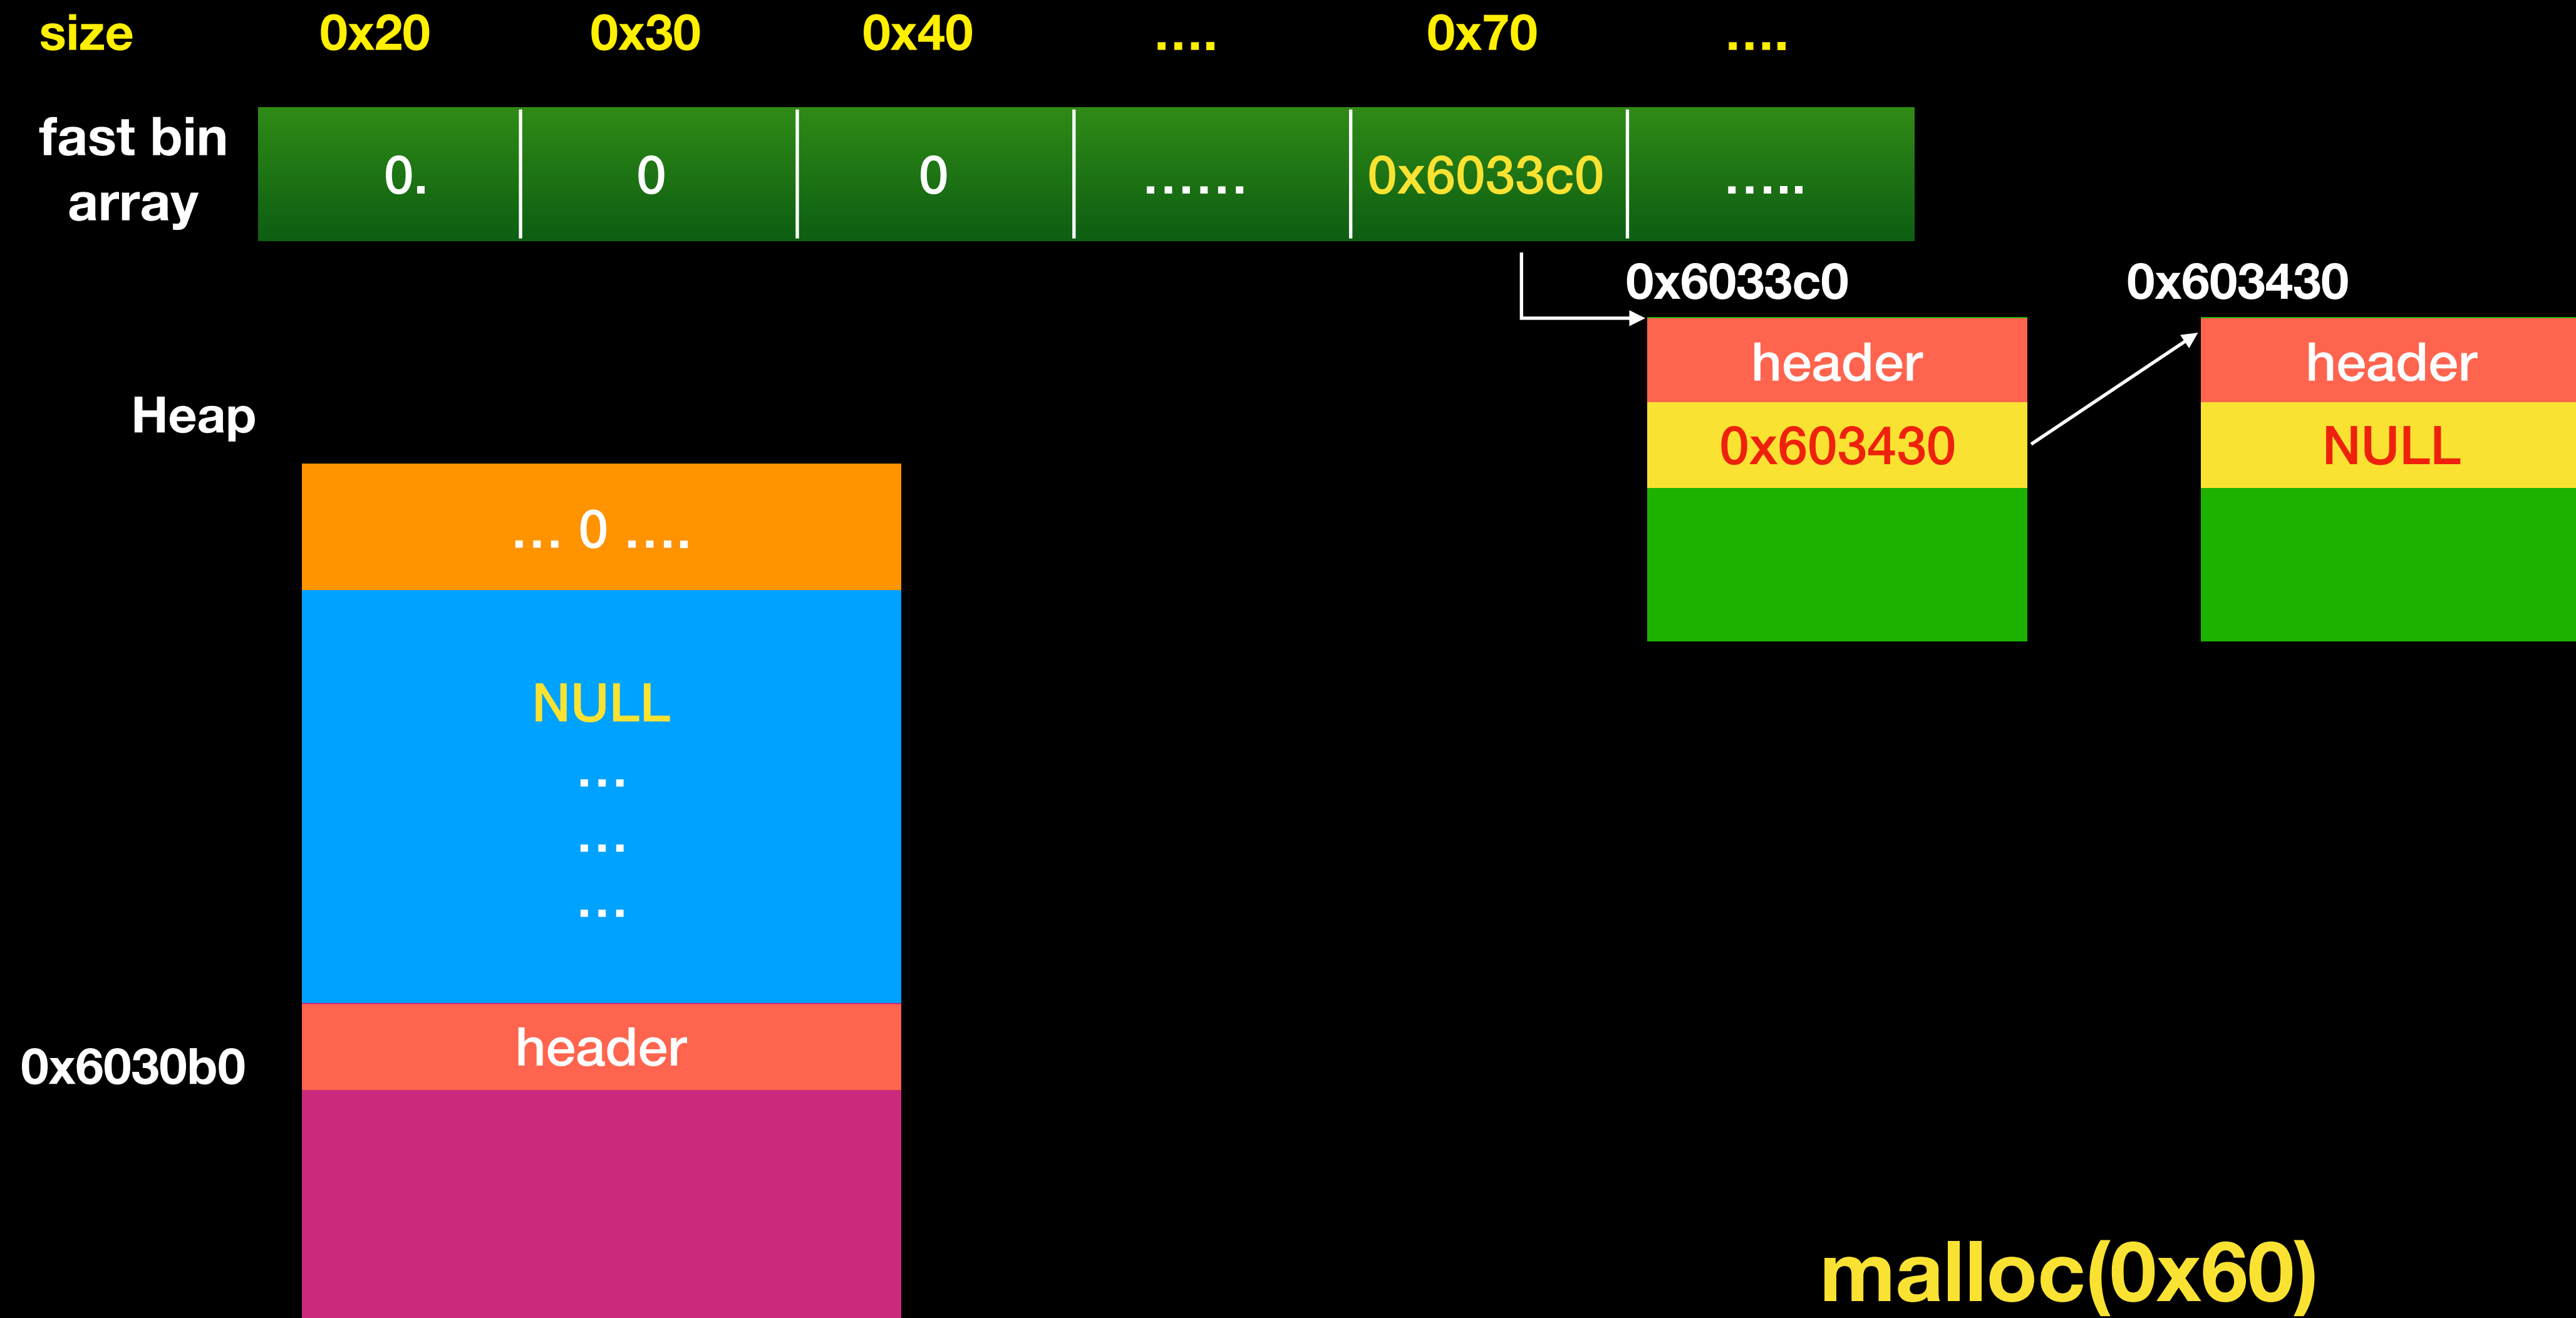 size 0x20 0x30 0x40 .... 0x70 ....
fast bin
array
0. 0 0 ...... 0x6033c0 .....
0x6033c0 0x603430
header header
Heap
0x603430 NULL
... 0 ....
NULL
...
...
...
header
0x6030b0
malloc(0x60)